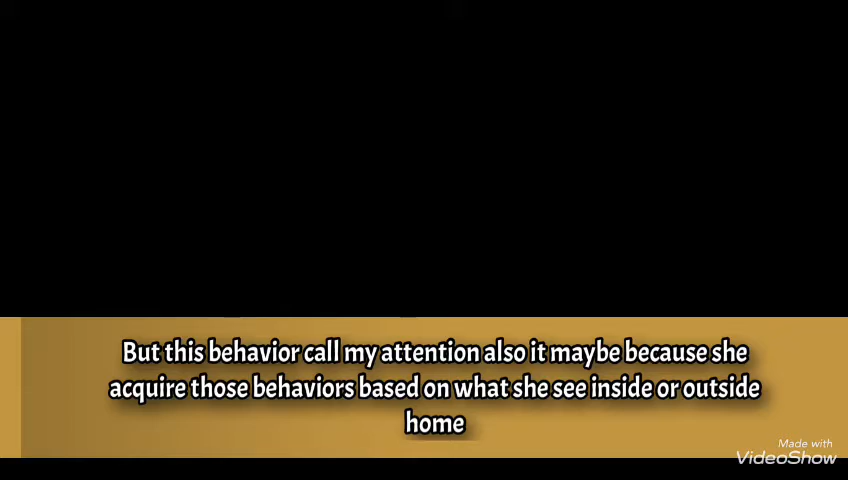 But this behavior call my attention also it maybe because she
acquire those behaviors based on what she see inside or outside
home
Made with
VideoShow